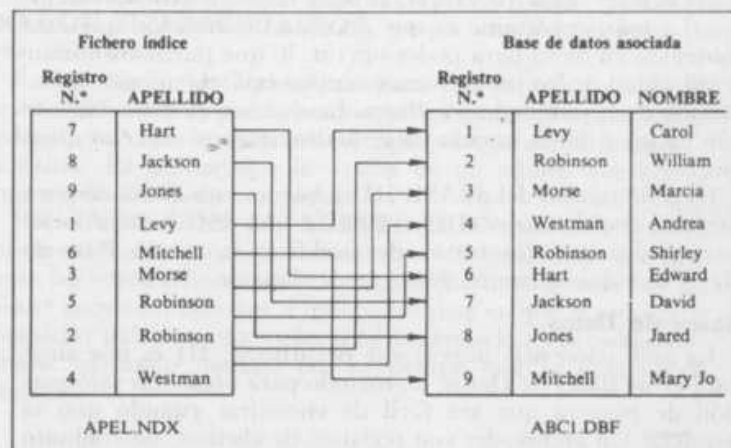 Fichero índice
Base de datos asociada
Registro
N.° APELLIDO
Registro
N.° APELLIDO NOMBRE
7 Hart 1 Levy Carol
8 Jackson 2 Robinson William
9 Jones 3 Morse Marcia
Levy 4 Westman Andrea
Mitchell 5 Robinson Shirley
3 Morse 6 Hart Edward
5 Robinson 7 Jackson David
2 Robinson 8 Jones Jared
4 Westman 9 Mitchell Mary Jo
APEL.NDX
ABC1.DBF